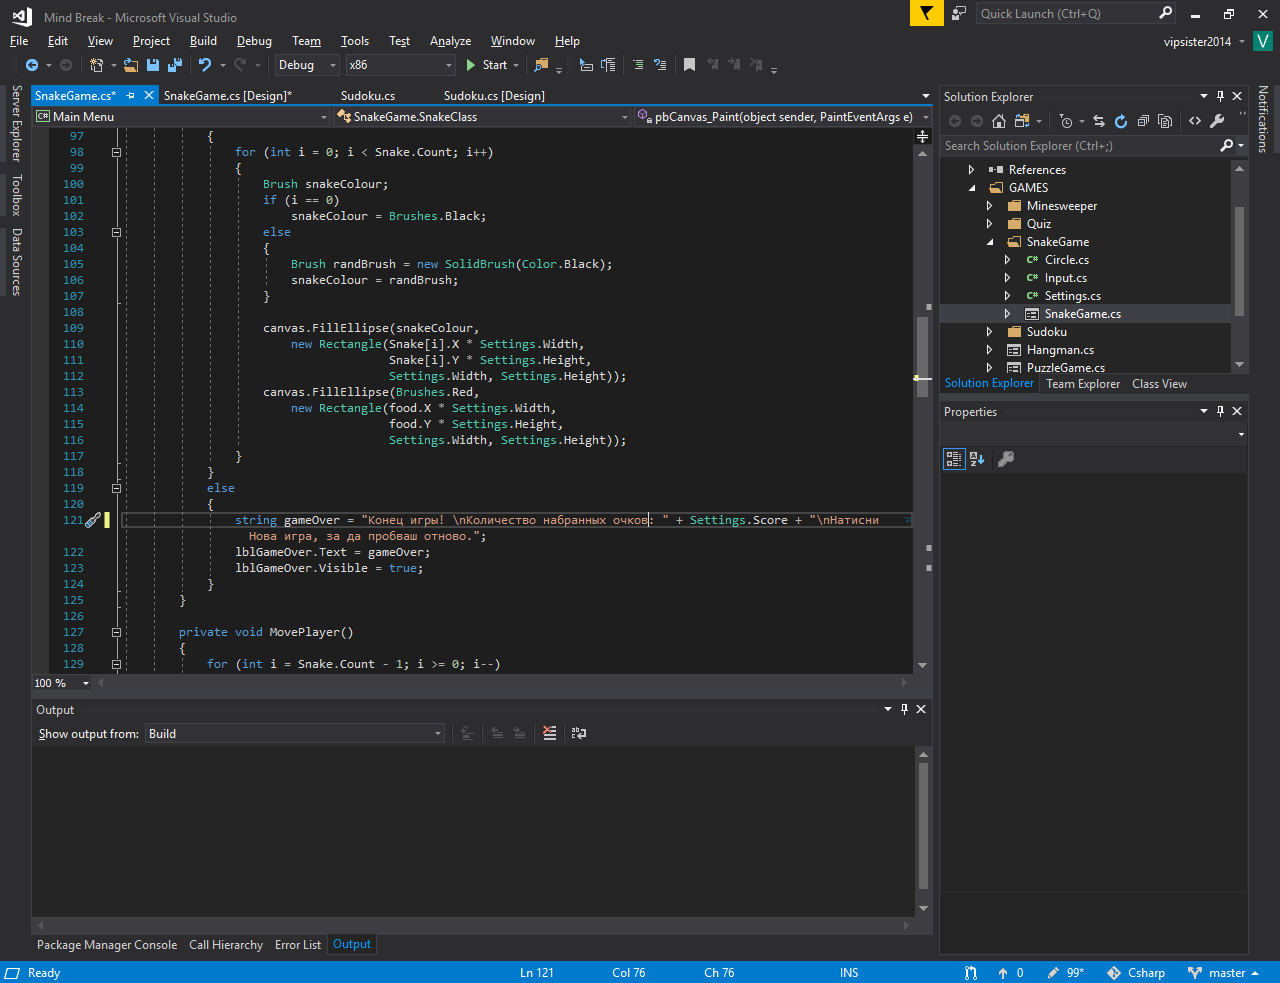 Mind Break - Microsoft Visual Studio
Quick Launch (Ctrl+Q)
File Edit View Project Build Debug Team Tools Test Analyze Window Help
vipsister2014 V
Debug x86 Start
Server Explorer
Toolbox
Data Sources
SnakeGame.cs* SnakeGame.cs [Design]* Sudoku.cs Sudoku.cs [Design]
C# Main Menu SnakeGame.SnakeClass pbCanvas_Paint(object sender, PaintEventArgs e)
97 {
98 for (int i = 0; i < Snake.Count; i++)
99 {
100 Brush snakeColour;
101 if (i == 0)
102 snakeColour = Brushes.Black;
103 else
104 {
105 Brush randBrush = new SolidBrush(Color.Black);
106 snakeColour = randBrush;
107 }
108
109 canvas.FillEllipse(snakeColour,
110 new Rectangle(Snake[i].X * Settings.Width,
111 Snake[i].Y * Settings.Height,
112 Settings.Width, Settings.Height));
113 canvas.FillEllipse(Brushes.Red,
114 new Rectangle(food.X * Settings.Width,
115 food.Y * Settings.Height,
116 Settings.Width, Settings.Height));
117 }
118 }
119 else
120 {
121 string gameOver = "Конец игры! \nКоличество набранных очков: " + Settings.Score + "\nНатисни
Нова игра, за да пробваш отново.";
122 lblGameOver.Text = gameOver;
123 lblGameOver.Visible = true;
124 }
125 }
126
127 private void MovePlayer()
128 {
129 for (int i = Snake.Count - 1; i >= 0; i--)
100 %
Output
Show output from: Build
Package Manager Console Call Hierarchy Error List Output
Solution Explorer
Search Solution Explorer (Ctrl+;)
References
GAMES
Minesweeper
Quiz
SnakeGame
C# Circle.cs
C# Input.cs
C# Settings.cs
SnakeGame.cs
Sudoku
Hangman.cs
PuzzleGame.cs
Solution Explorer Team Explorer Class View
Properties
Notifications
Ready Ln 121 Col 76 Ch 76 INS 0 99* Csharp master